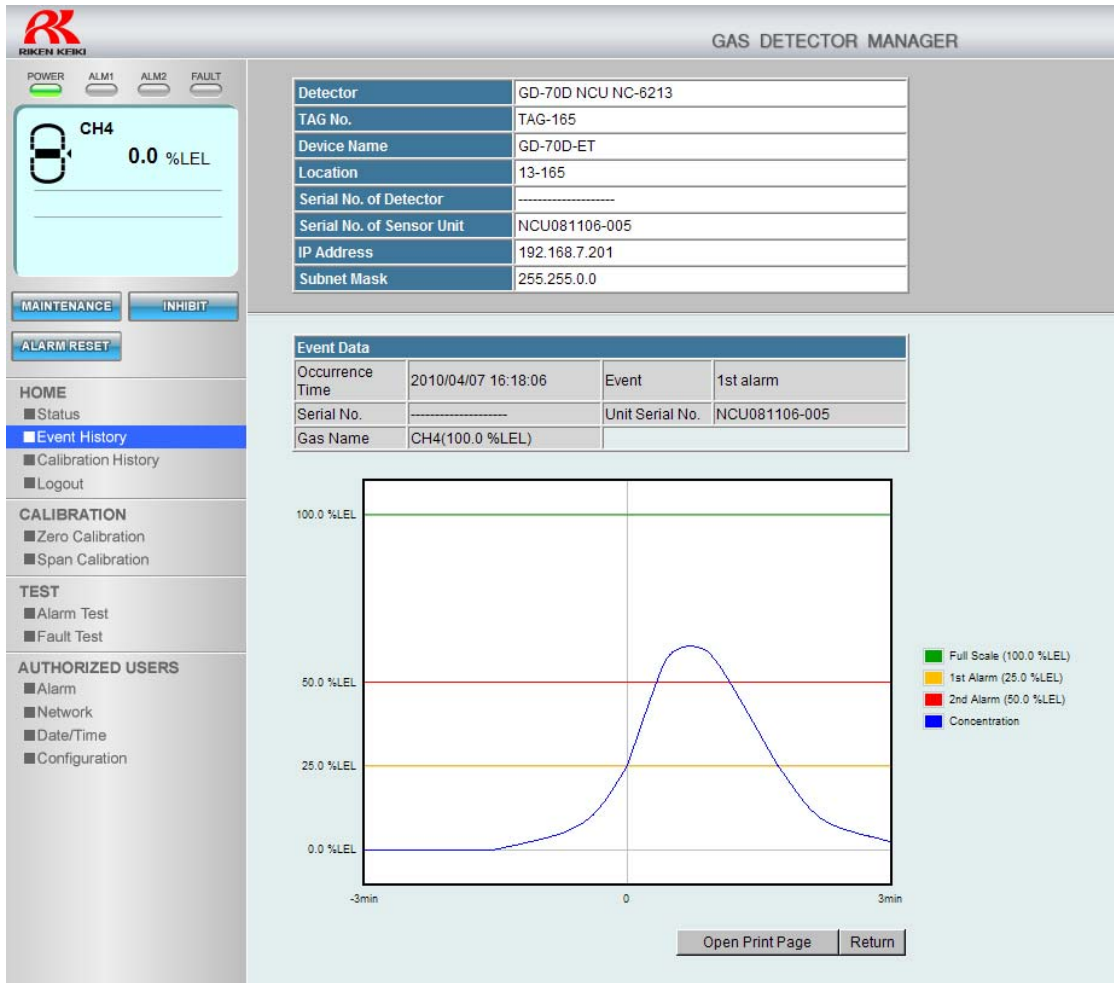 RK
RIKEN KEIKI
GAS DETECTOR MANAGER
POWER ALM1 ALM2 FAULT
CH4
0.0 %LEL
MAINTENANCE INHIBIT
ALARM RESET
HOME
Status
Event History
Calibration History
Logout
CALIBRATION
Zero Calibration
Span Calibration
TEST
Alarm Test
Fault Test
AUTHORIZED USERS
Alarm
Network
Date/Time
Configuration
Detector GD-70D NCU NC-6213
TAG No. TAG-165
Device Name GD-70D-ET
Location 13-165
Serial No. of Detector --------------------
Serial No. of Sensor Unit NCU081106-005
IP Address 192.168.7.201
Subnet Mask 255.255.0.0
Event Data
Occurrence Time 2010/04/07 16:18:06 Event 1st alarm
Serial No. -------------------- Unit Serial No. NCU081106-005
Gas Name CH4(100.0 %LEL)
100.0 %LEL
50.0 %LEL
25.0 %LEL
0.0 %LEL
-3min 0 3min
Full Scale (100.0 %LEL)
1st Alarm (25.0 %LEL)
2nd Alarm (50.0 %LEL)
Concentration
Open Print Page Return